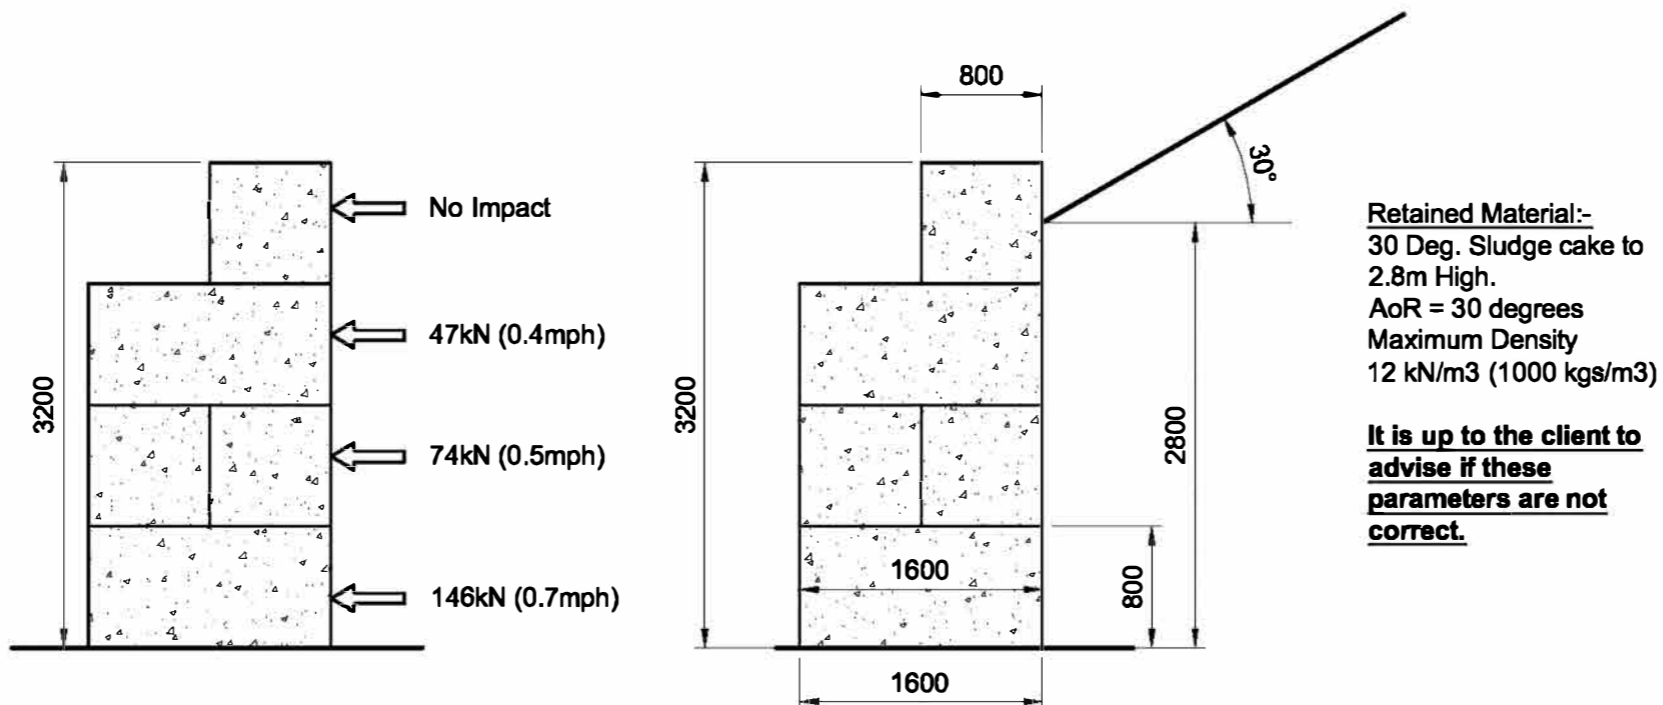 3200
No Impact
47kN (0.4mph)
74kN (0.5mph)
146kN (0.7mph)
800
30°
3200
2800
1600
800
1600
Retained Material:-
30 Deg. Sludge cake to
2.8m High.
AoR = 30 degrees
Maximum Density
12 kN/m3 (1000 kgs/m3)
It is up to the client to
advise if these
parameters are not
correct.